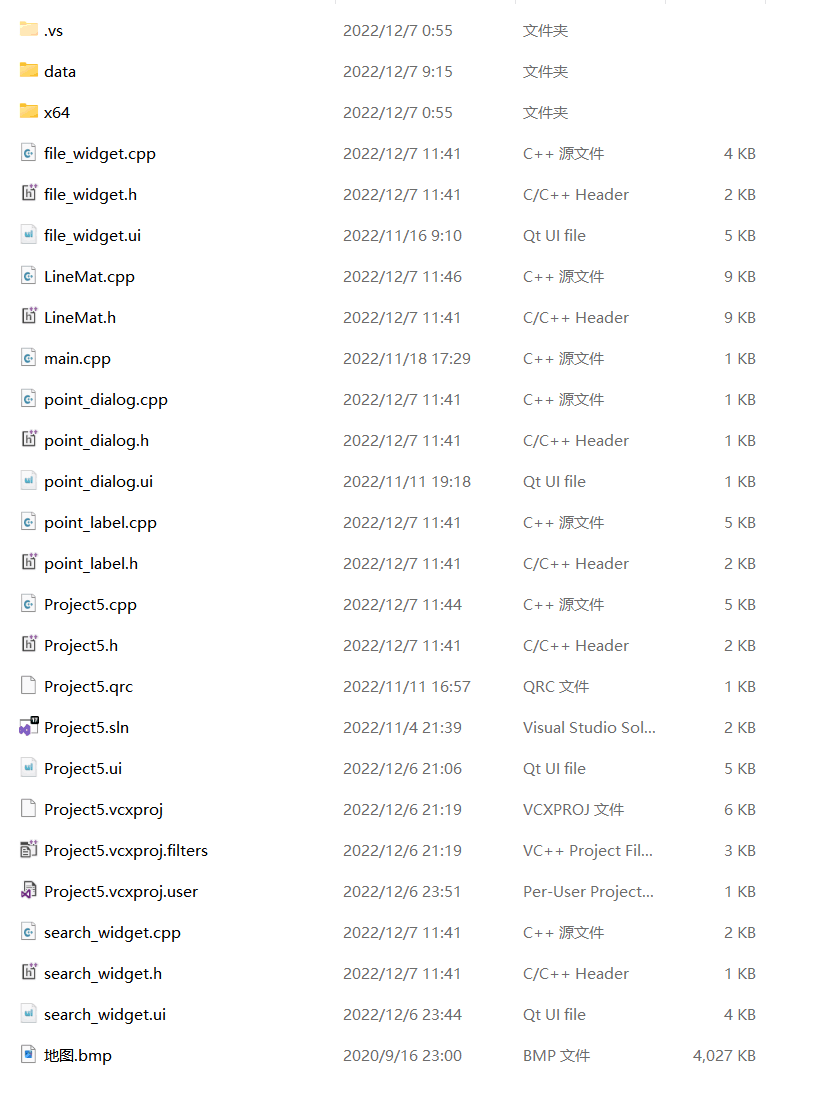 .vs 2022/12/7 0:55 文件夹
data 2022/12/7 9:15 文件夹
x64 2022/12/7 0:55 文件夹
file_widget.cpp 2022/12/7 11:41 C++ 源文件 4 KB
file_widget.h 2022/12/7 11:41 C/C++ Header 2 KB
file_widget.ui 2022/11/16 9:10 Qt UI file 5 KB
LineMat.cpp 2022/12/7 11:46 C++ 源文件 9 KB
LineMat.h 2022/12/7 11:41 C/C++ Header 9 KB
main.cpp 2022/11/18 17:29 C++ 源文件 1 KB
point_dialog.cpp 2022/12/7 11:41 C++ 源文件 1 KB
point_dialog.h 2022/12/7 11:41 C/C++ Header 1 KB
point_dialog.ui 2022/11/11 19:18 Qt UI file 1 KB
point_label.cpp 2022/12/7 11:41 C++ 源文件 5 KB
point_label.h 2022/12/7 11:41 C/C++ Header 2 KB
Project5.cpp 2022/12/7 11:44 C++ 源文件 5 KB
Project5.h 2022/12/7 11:41 C/C++ Header 2 KB
Project5.qrc 2022/11/11 16:57 QRC 文件 1 KB
Project5.sln 2022/11/4 21:39 Visual Studio Sol... 2 KB
Project5.ui 2022/12/6 21:06 Qt UI file 5 KB
Project5.vcxproj 2022/12/6 21:19 VCXPROJ 文件 6 KB
Project5.vcxproj.filters 2022/12/6 21:19 VC++ Project Fil... 3 KB
Project5.vcxproj.user 2022/12/6 23:51 Per-User Project... 1 KB
search_widget.cpp 2022/12/7 11:41 C++ 源文件 2 KB
search_widget.h 2022/12/7 11:41 C/C++ Header 1 KB
search_widget.ui 2022/12/6 23:44 Qt UI file 4 KB
地图.bmp 2020/9/16 23:00 BMP 文件 4,027 KB